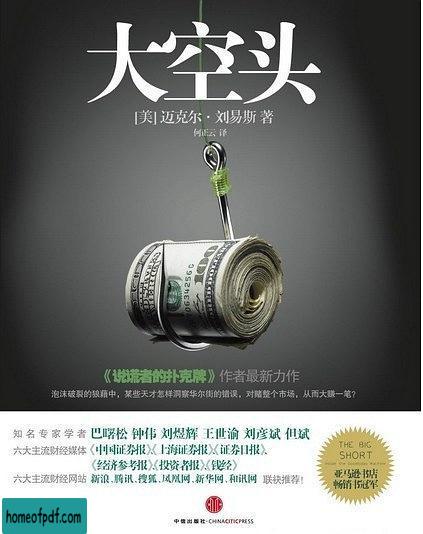 大空头
[美] 迈克尔·刘易斯 著
何正云 译
100
《说谎者的扑克牌》作者最新力作
泡沫破裂的狼藉中，某些天才怎样洞察华尔街的错误，对赌整个市场，从而大赚一笔？
知名专家学者 巴曙松 钟伟 刘煜辉 王世渝 刘彦斌 但斌
六大主流财经媒体 《中国证券报》、《上海证券报》、《证券日报》、
《经济参考报》、《投资者报》、《钱经》
六大主流财经网站 新浪、腾讯、搜狐、凤凰网、新华网、和讯网 联袂推荐！
THE BIG
SHORT
亚马逊书店
畅销书冠军
中信出版社·CHINACITICPRESS
homeofpdf.com